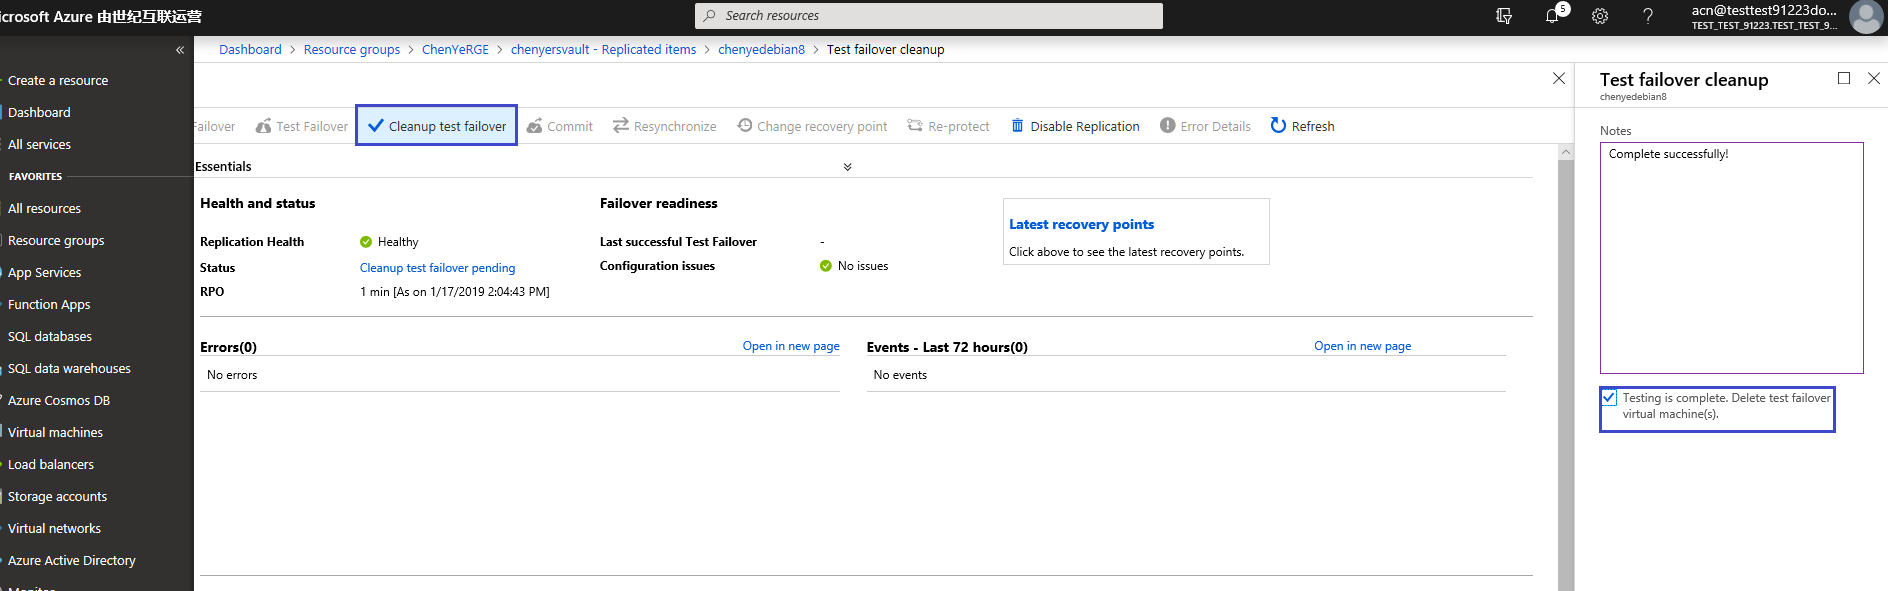 icrosoft Azure 由世纪互联运营
Search resources
5
acn@testtest91223do...
TEST_TEST_91223.TEST_TEST_9...
«
Dashboard > Resource groups > ChenYeRGE > chenyersvault - Replicated items > chenyedebian8 > Test failover cleanup
Create a resource
Dashboard
All services
FAVORITES
All resources
Resource groups
App Services
Function Apps
SQL databases
SQL data warehouses
Azure Cosmos DB
Virtual machines
Load balancers
Storage accounts
Virtual networks
Azure Active Directory
Monitor
Failover Test Failover Cleanup test failover Commit Resynchronize Change recovery point Re-protect Disable Replication Error Details Refresh
Essentials
Health and status
Replication Health Healthy
Status Cleanup test failover pending
RPO 1 min [As on 1/17/2019 2:04:43 PM]
Failover readiness
Last successful Test Failover -
Configuration issues No issues
Latest recovery points
Click above to see the latest recovery points.
Errors(0) Open in new page
No errors
Events - Last 72 hours(0) Open in new page
No events
Test failover cleanup
chenyedebian8
Notes
Complete successfully!
Testing is complete. Delete test failover
virtual machine(s).